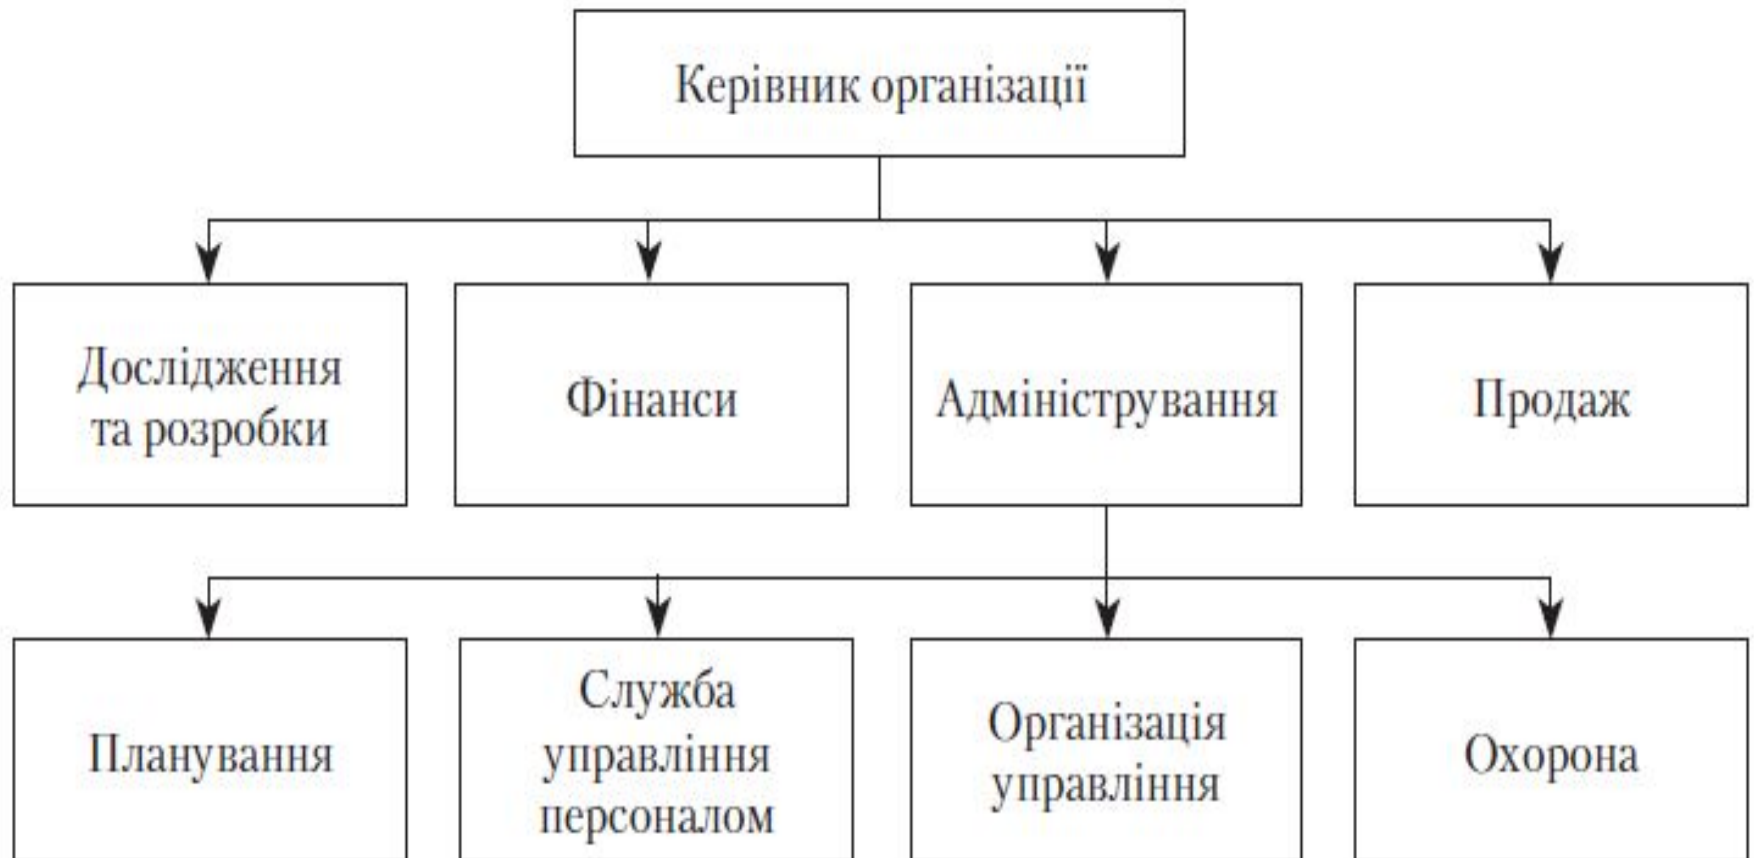 Керівник організації
Дослідження
та розробки
Фінанси
Адміністрування
Продаж
Планування
Служба
управління
персоналом
Організація
управління
Охорона